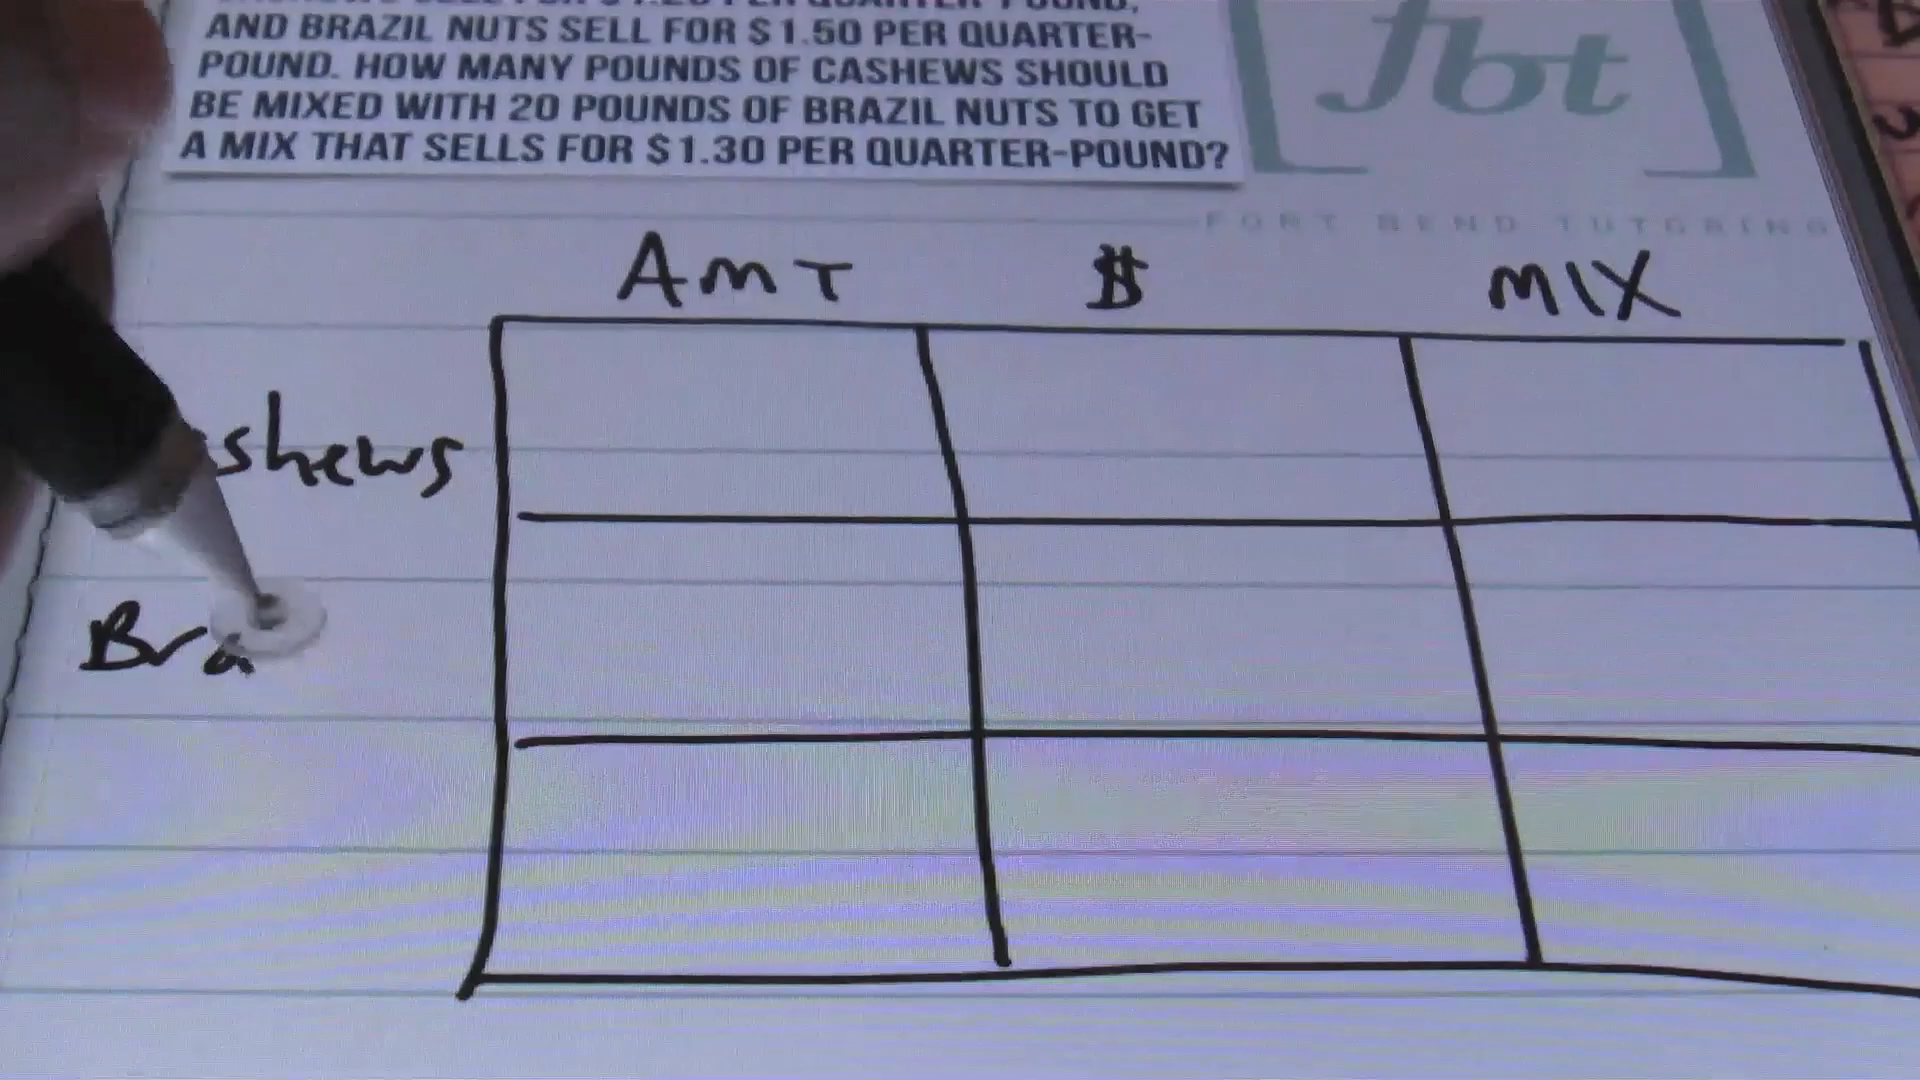 AND BRAZIL NUTS SELL FOR $1.50 PER QUARTER-
POUND. HOW MANY POUNDS OF CASHEWS SHOULD
BE MIXED WITH 20 POUNDS OF BRAZIL NUTS TO GET
A MIX THAT SELLS FOR $1.30 PER QUARTER-POUND?
fbt
FORT BEND TUTORING
AMT $ MIX
shews
Bra